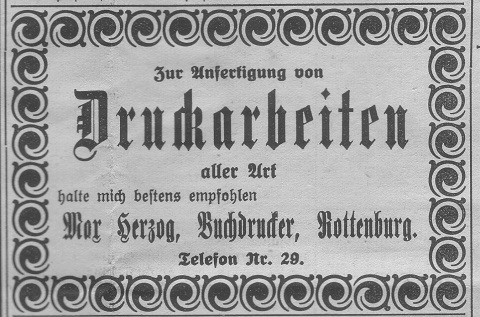 Zur Anfertigung von
Druckarbeiten
aller Art
halte mich bestens empfohlen
Max Herzog, Buchdrucker, Rottenburg.
Telefon Nr. 29.